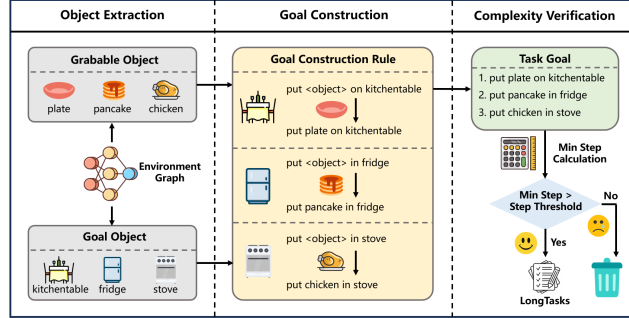 Object Extraction
Goal Construction
Complexity Verification
Grabable Object
plate
pancake
chicken
Environment
Graph
Goal Object
kitchentable
fridge
stove
Goal Construction Rule
put <object> on kitchentable
put plate on kitchentable
put <object> in fridge
put pancake in fridge
put <object> in stove
put chicken in stove
Task Goal
1. put plate on kitchentable
2. put pancake in fridge
3. put chicken in stove
Min Step
Calculation
Min Step >
Step Threshold
No
Yes
LongTasks